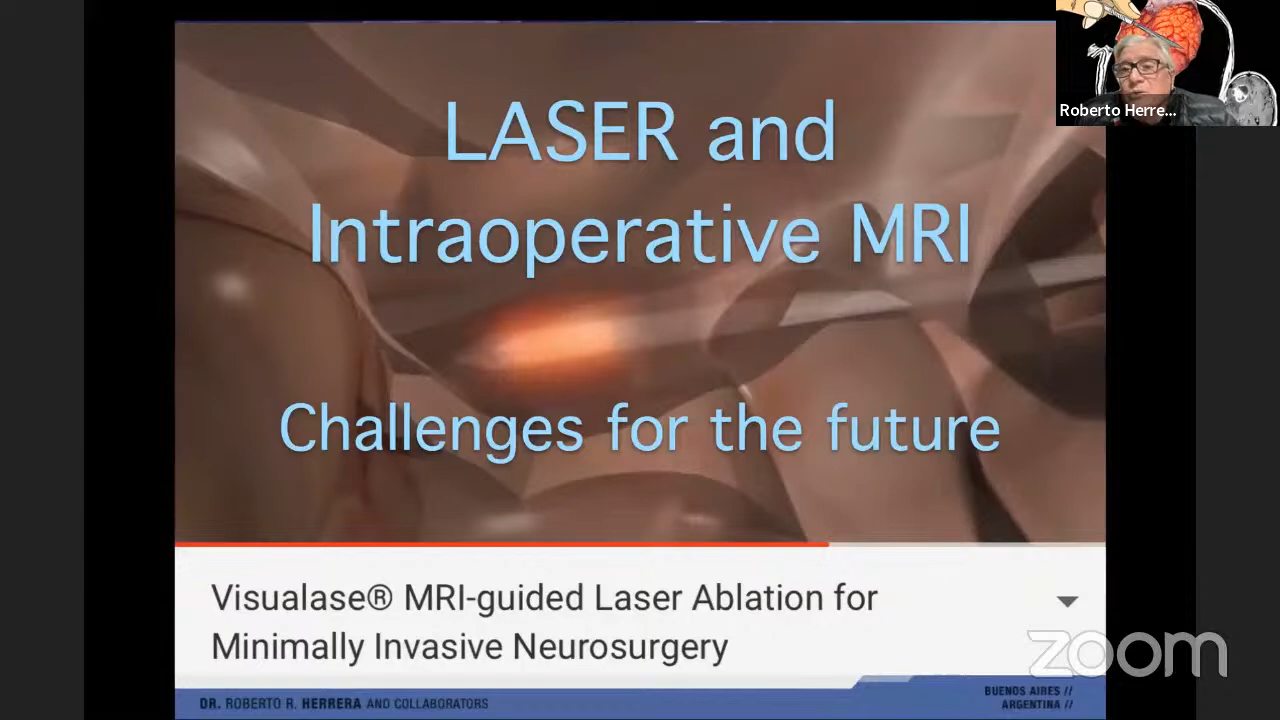 Roberto Herre...
LASER and
Intraoperative MRI
Challenges for the future
Visualase® MRI-guided Laser Ablation for
Minimally Invasive Neurosurgery
zoom
DR. ROBERTO R. HERRERA AND COLLABORATORS
BUENOS AIRES //
ARGENTINA //